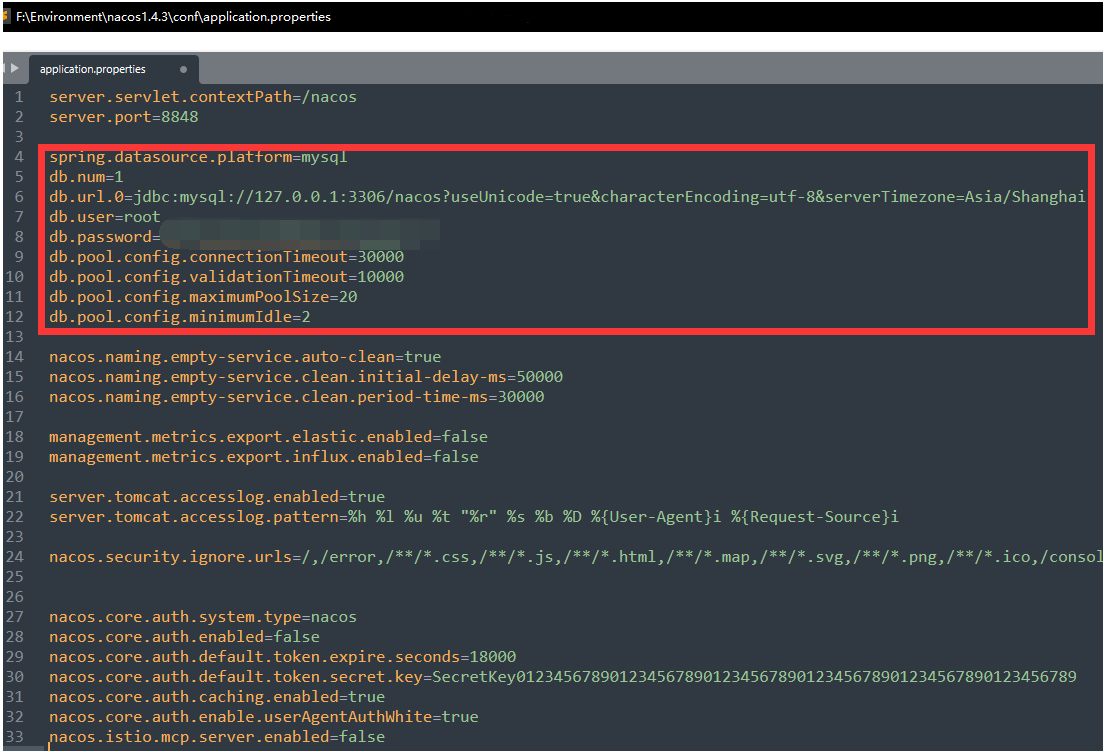 F:\Environment\nacos1.4.3\conf\application.properties
application.properties
1 server.servlet.contextPath=/nacos
2 server.port=8848
3
4 spring.datasource.platform=mysql
5 db.num=1
6 db.url.0=jdbc:mysql://127.0.0.1:3306/nacos?useUnicode=true&characterEncoding=utf-8&serverTimezone=Asia/Shanghai
7 db.user=root
8 db.password=
9 db.pool.config.connectionTimeout=30000
10 db.pool.config.validationTimeout=10000
11 db.pool.config.maximumPoolSize=20
12 db.pool.config.minimumIdle=2
13
14 nacos.naming.empty-service.auto-clean=true
15 nacos.naming.empty-service.clean.initial-delay-ms=50000
16 nacos.naming.empty-service.clean.period-time-ms=30000
17
18 management.metrics.export.elastic.enabled=false
19 management.metrics.export.influx.enabled=false
20
21 server.tomcat.accesslog.enabled=true
22 server.tomcat.accesslog.pattern=%h %l %u %t "%r" %s %b %D %{User-Agent}i %{Request-Source}i
23
24 nacos.security.ignore.urls=/,/error,/**/*.css,/**/*.js,/**/*.html,/**/*.map,/**/*.svg,/**/*.png,/**/*.ico,/consol
25
26
27 nacos.core.auth.system.type=nacos
28 nacos.core.auth.enabled=false
29 nacos.core.auth.default.token.expire.seconds=18000
30 nacos.core.auth.default.token.secret.key=SecretKey012345678901234567890123456789012345678901234567890123456789
31 nacos.core.auth.caching.enabled=true
32 nacos.core.auth.enable.userAgentAuthWhite=true
33 nacos.istio.mcp.server.enabled=false